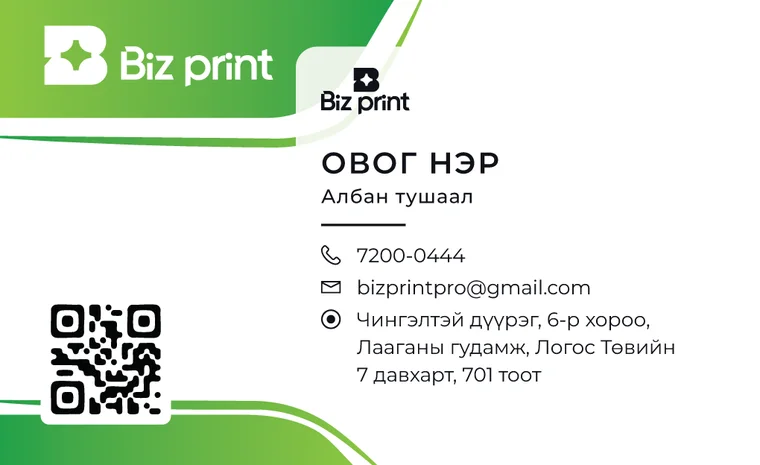 Biz print
Biz print
ОВОГ НЭР
Албан тушаал
7200-0444
bizprintpro@gmail.com
Чингэлтэй дүүрэг, 6-р хороо,
Лааганы гудамж, Логос Төвийн
7 давхарт, 701 тоот